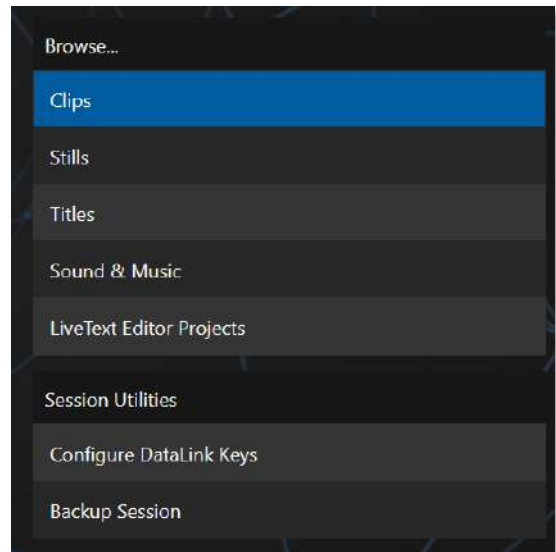 Browse...
Clips
Stills
Titles
Sound & Music
LiveText Editor Projects
Session Utilities
Configure DataLink Keys
Backup Session